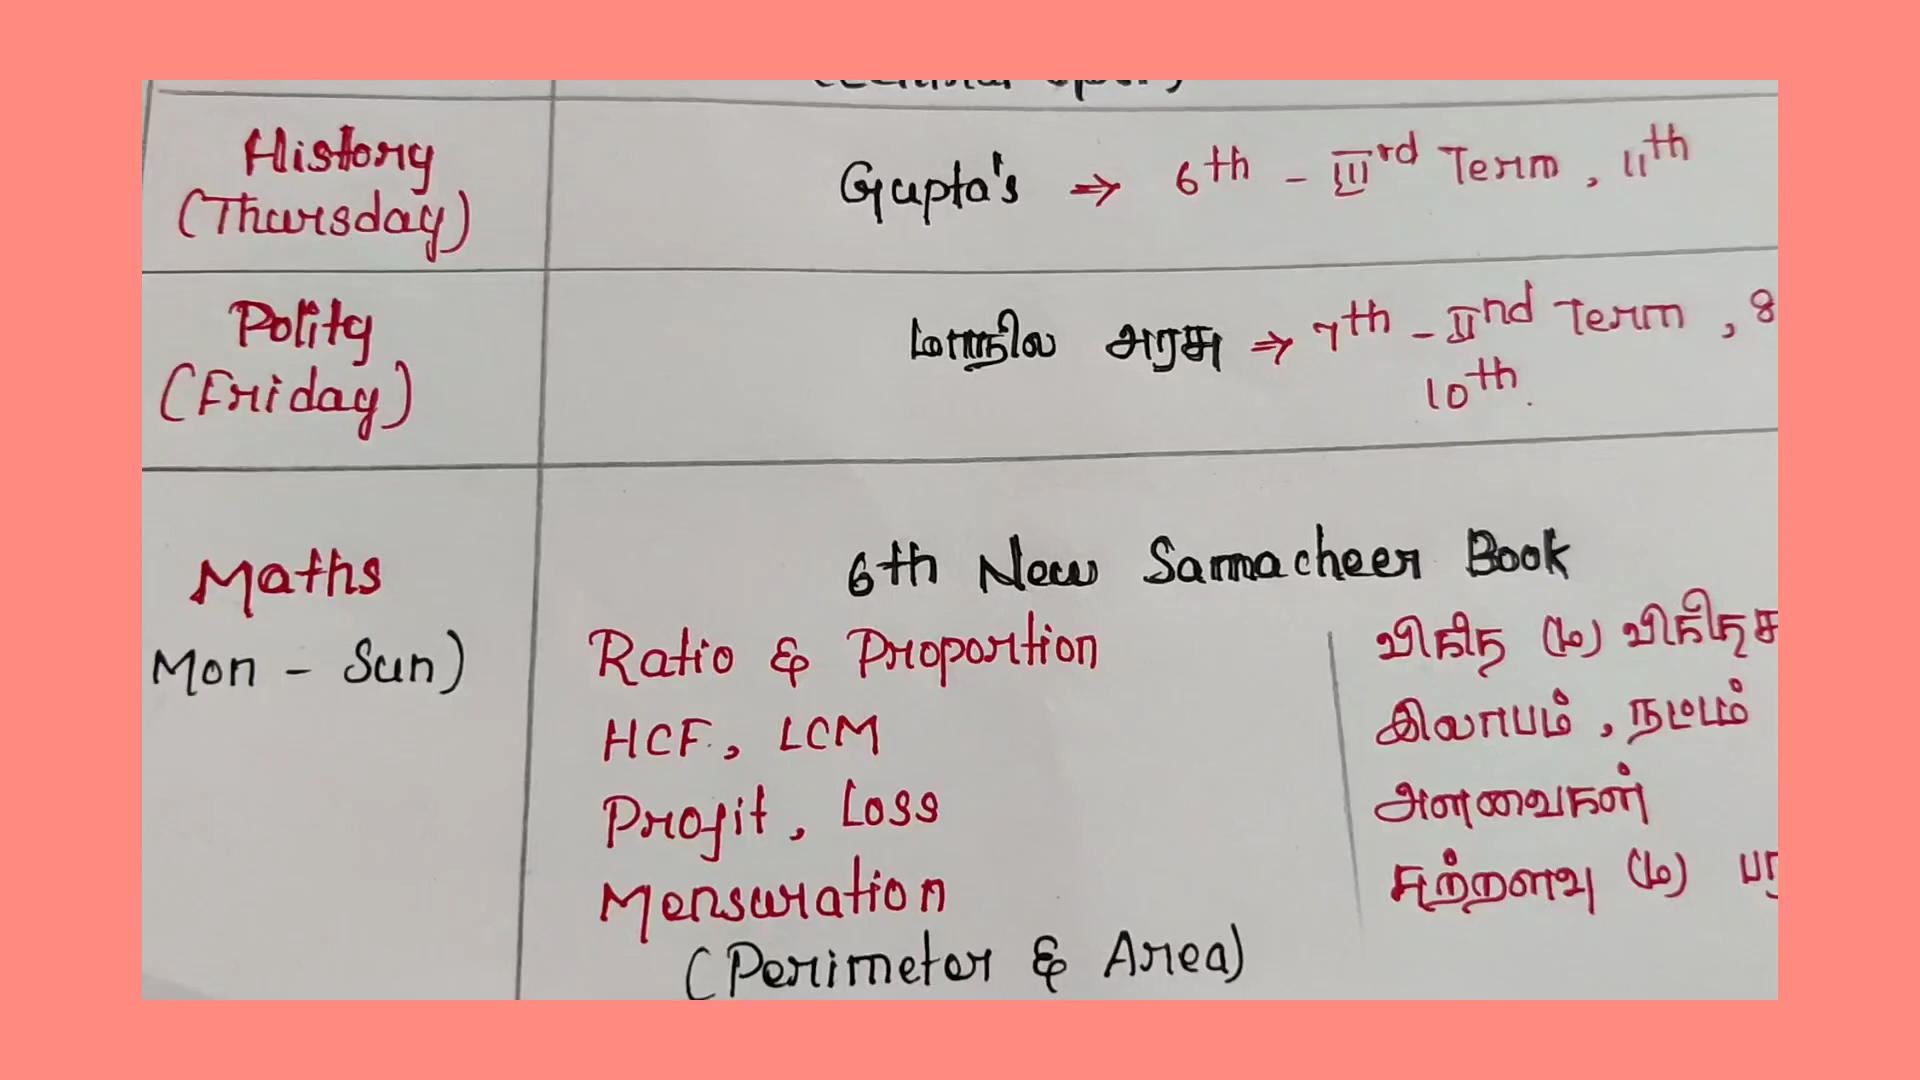 History
(Thursday)
Gupta's ⇒ 6th - IIIrd Term, 11th
Polity
(Friday)
மாநில அரசு ⇒ 7th - IInd Term, 8
10th.
Maths
Mon - Sun)
6th New Samacheer Book
Ratio & Proportion
விகித (ம) விகிதச
HCF, LCM
இலாபம், நட்டம்
Profit, Loss
அளவைகள்
Mensuration
சுற்றளவு (ம) பர
(Perimeter & Area)